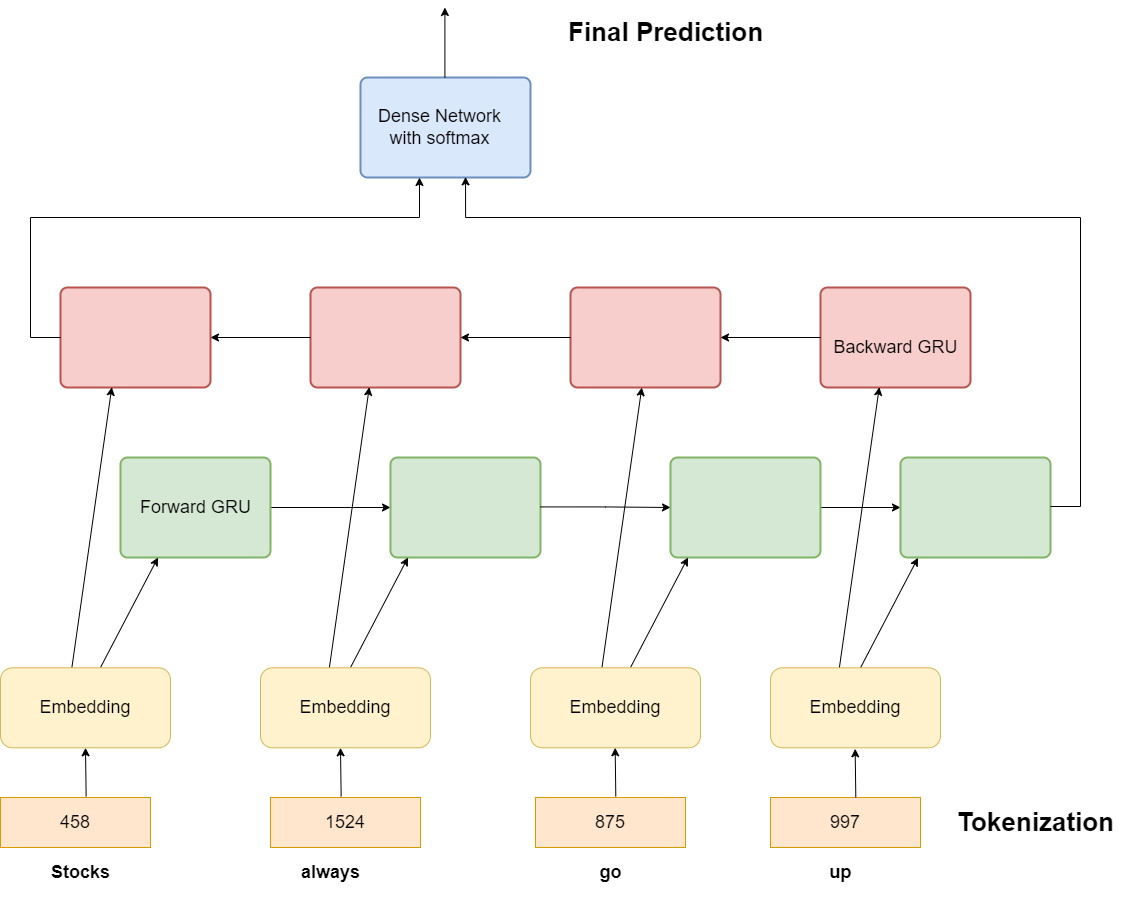 Final Prediction
Dense Network
with softmax
Backward GRU
Forward GRU
Embedding
Embedding
Embedding
Embedding
458
1524
875
997
Tokenization
Stocks
always
go
up